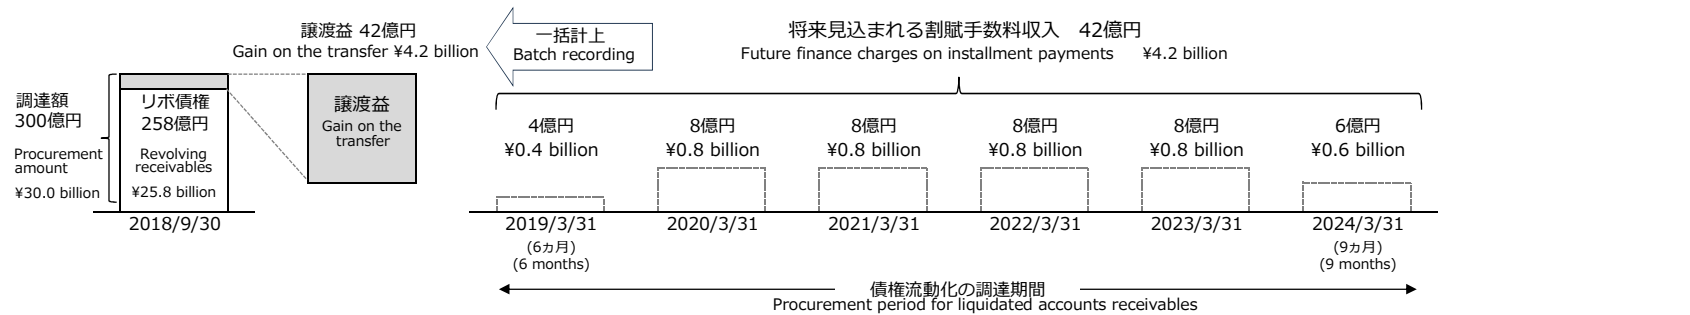 譲渡益 42億円
Gain on the transfer ¥4.2 billion
一括計上
Batch recording
将来見込まれる割賦手数料収入　42億円
Future finance charges on installment payments ¥4.2 billion
調達額
300億円
Procurement
amount
¥30.0 billion
リボ債権
258億円
Revolving
receivables
¥25.8 billion
2018/9/30
譲渡益
Gain on the
transfer
4億円
¥0.4 billion
2019/3/31
(6ヵ月)
(6 months)
8億円
¥0.8 billion
2020/3/31
8億円
¥0.8 billion
2021/3/31
8億円
¥0.8 billion
2022/3/31
8億円
¥0.8 billion
2023/3/31
6億円
¥0.6 billion
2024/3/31
(9ヵ月)
(9 months)
債権流動化の調達期間
Procurement period for liquidated accounts receivables